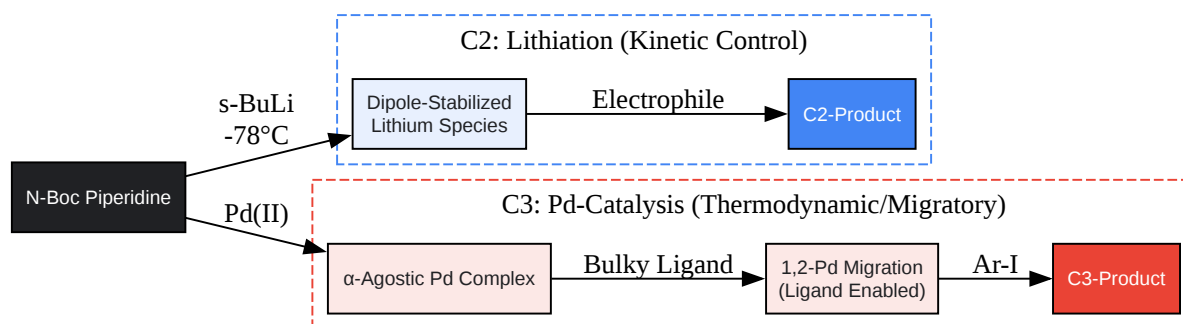 C2: Lithiation (Kinetic Control)
s-BuLi
-78°C
Dipole-Stabilized
Lithium Species
Electrophile
C2-Product
N-Boc Piperidine
C3: Pd-Catalysis (Thermodynamic/Migratory)
Pd(II)
α-Agostic Pd Complex
Bulky Ligand
1,2-Pd Migration
(Ligand Enabled)
Ar-I
C3-Product